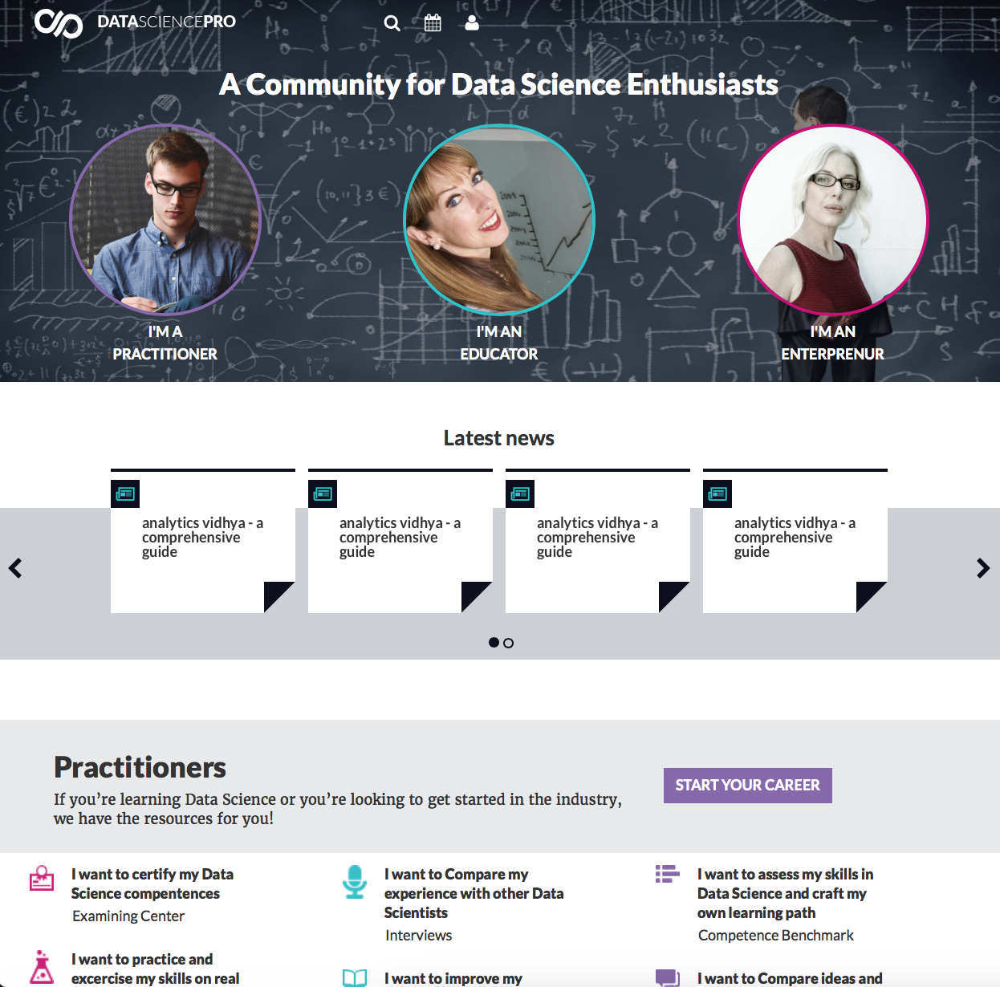 DATASCIENCEPRO
A Community for Data Science Enthusiasts
I'M A
PRACTITIONER
I'M AN
EDUCATOR
I'M AN
ENTERPRENUR
Latest news
analytics vidhya - a
comprehensive
guide
analytics vidhya - a
comprehensive
guide
analytics vidhya - a
comprehensive
guide
analytics vidhya - a
comprehensive
guide
Practitioners
If you’re learning Data Science or you’re looking to get started in the industry,
we have the resources for you!
START YOUR CAREER
I want to certify my Data
Science compentences
Examining Center
I want to Compare my
experience with other Data
Scientists
Interviews
I want to assess my skills in
Data Science and craft my
own learning path
Competence Benchmark
I want to practice and
excercise my skills on real
I want to improve my
I want to Compare ideas and